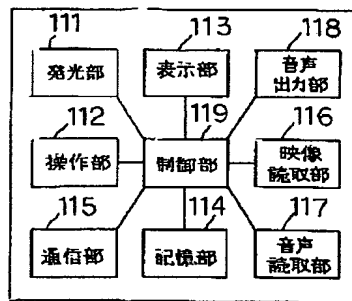 111
113
118
発光部
表示部
音声
出力部
112
119
116
操作部
制御部
映像
読取部
115
114
117
通信部
記憶部
音声
読取部